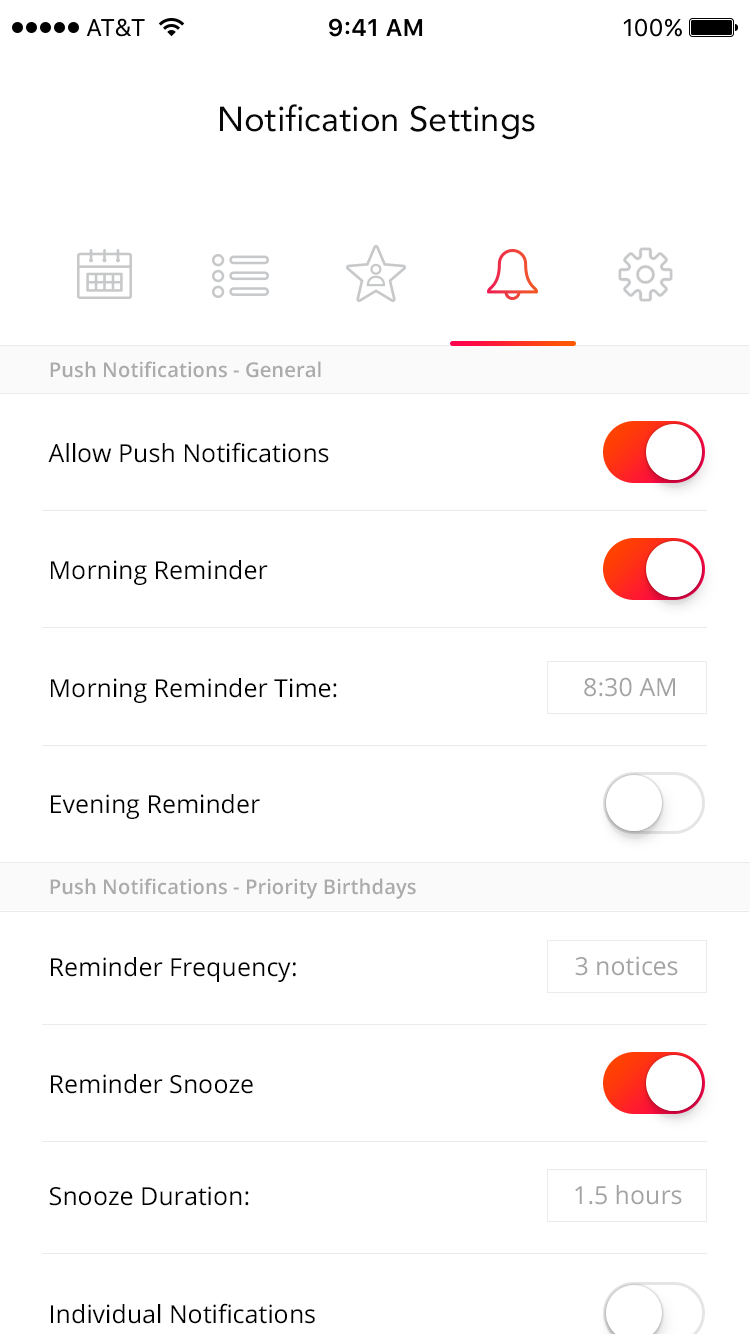 AT&T 9:41 AM 100%
Notification Settings
Push Notifications - General
Allow Push Notifications
Morning Reminder
Morning Reminder Time: 8:30 AM
Evening Reminder
Push Notifications - Priority Birthdays
Reminder Frequency: 3 notices
Reminder Snooze
Snooze Duration: 1.5 hours
Individual Notifications